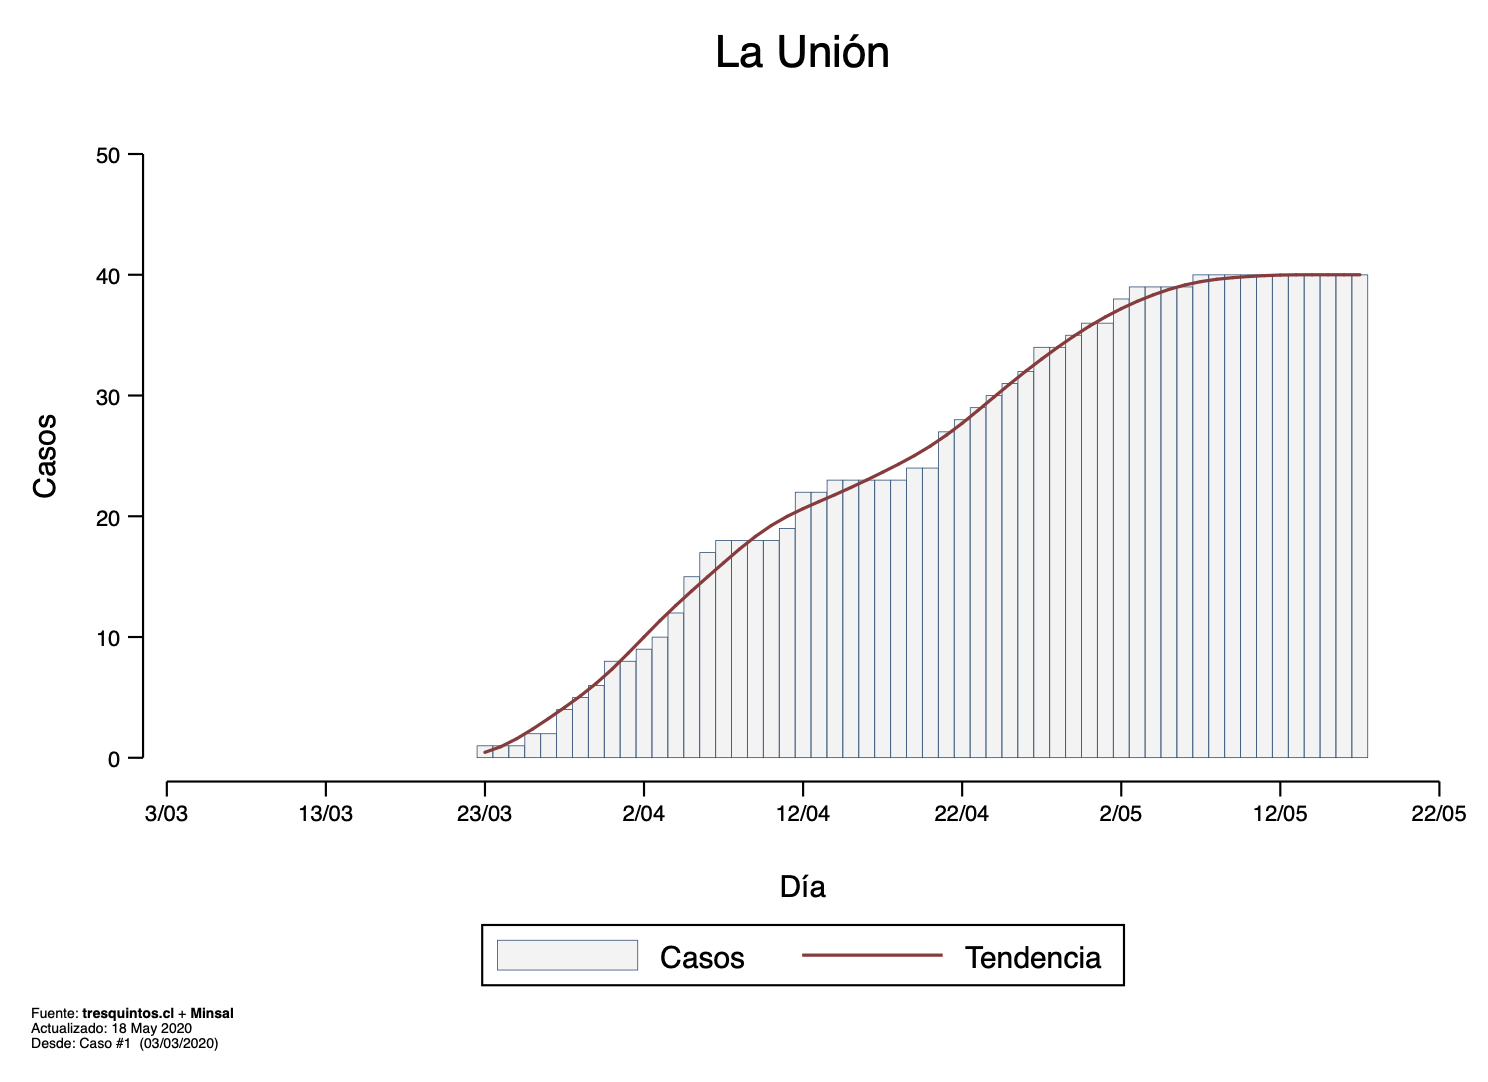 La Unión
50
40
30
20
10
0
Casos
3/03 13/03 23/03 2/04 12/04 22/04 2/05 12/05 22/05
Día
Casos Tendencia
Fuente: tresquintos.cl + Minsal
Actualizado: 18 May 2020
Desde: Caso #1 (03/03/2020)